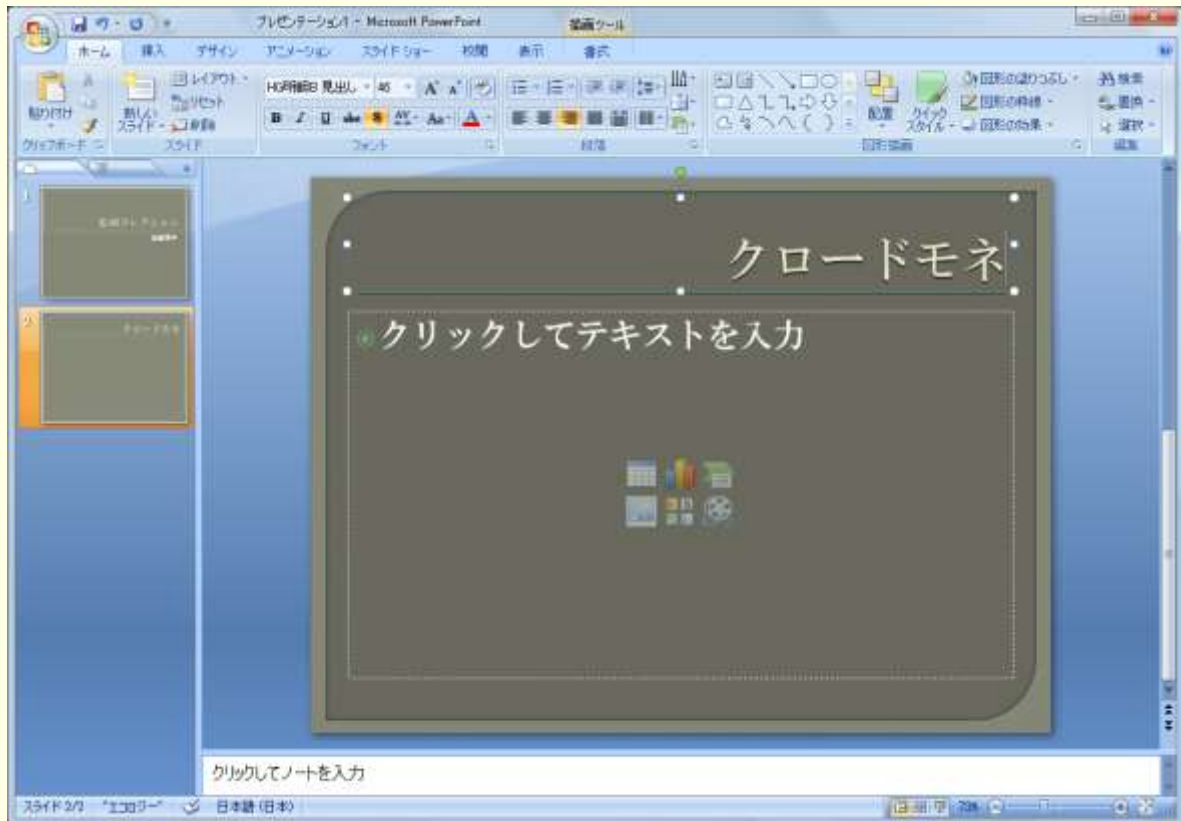 プレゼンテーション1 - Microsoft PowerPoint
描画ツール
ホーム 挿入 デザイン アニメーション スライド ショー 校閲 表示 書式
貼り付け
新しいスライド
レイアウト
リセット
削除
46
配置
クイックスタイル
図形の塗りつぶし
図形の枠線
図形の効果
検索
置換
選択
クリップボード スライド フォント 段落 図形描画 編集
1
2
クロードモネ
クロードモネ
クリックしてテキストを入力
クリックしてノートを入力
スライド 2/2 "エコロジー" 日本語 (日本)